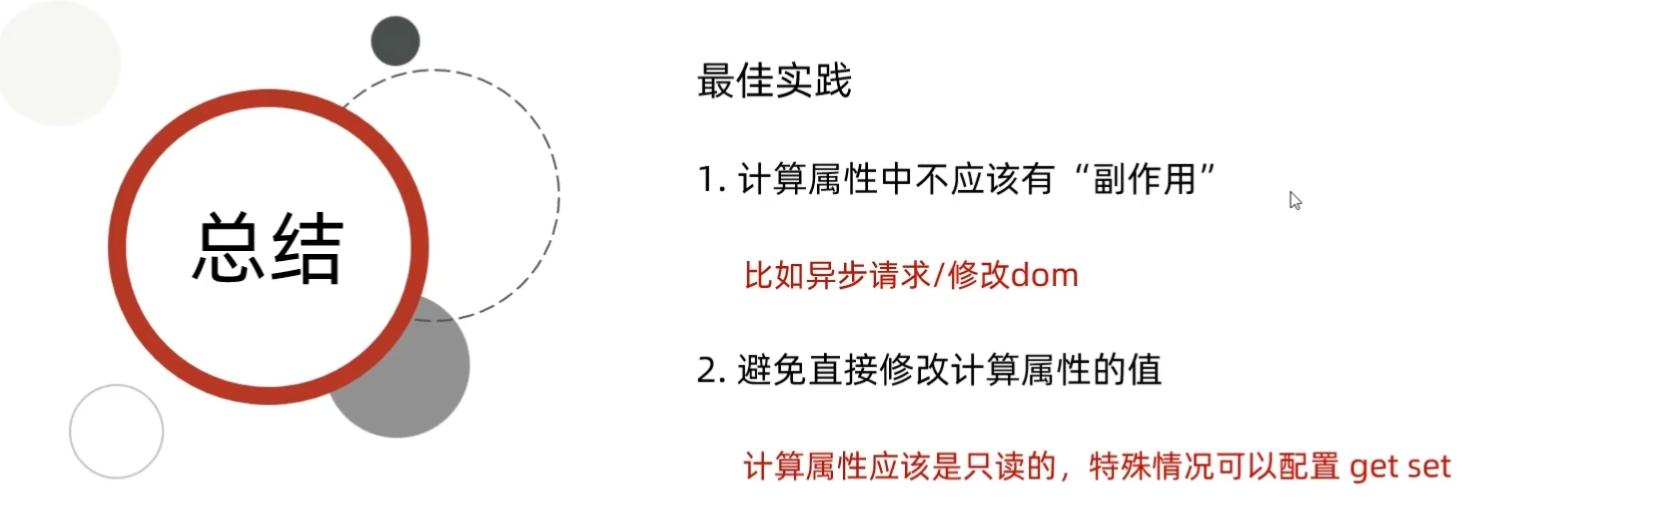 总结
最佳实践
1. 计算属性中不应该有“副作用”
比如异步请求/修改dom
2. 避免直接修改计算属性的值
计算属性应该是只读的，特殊情况可以配置 get set